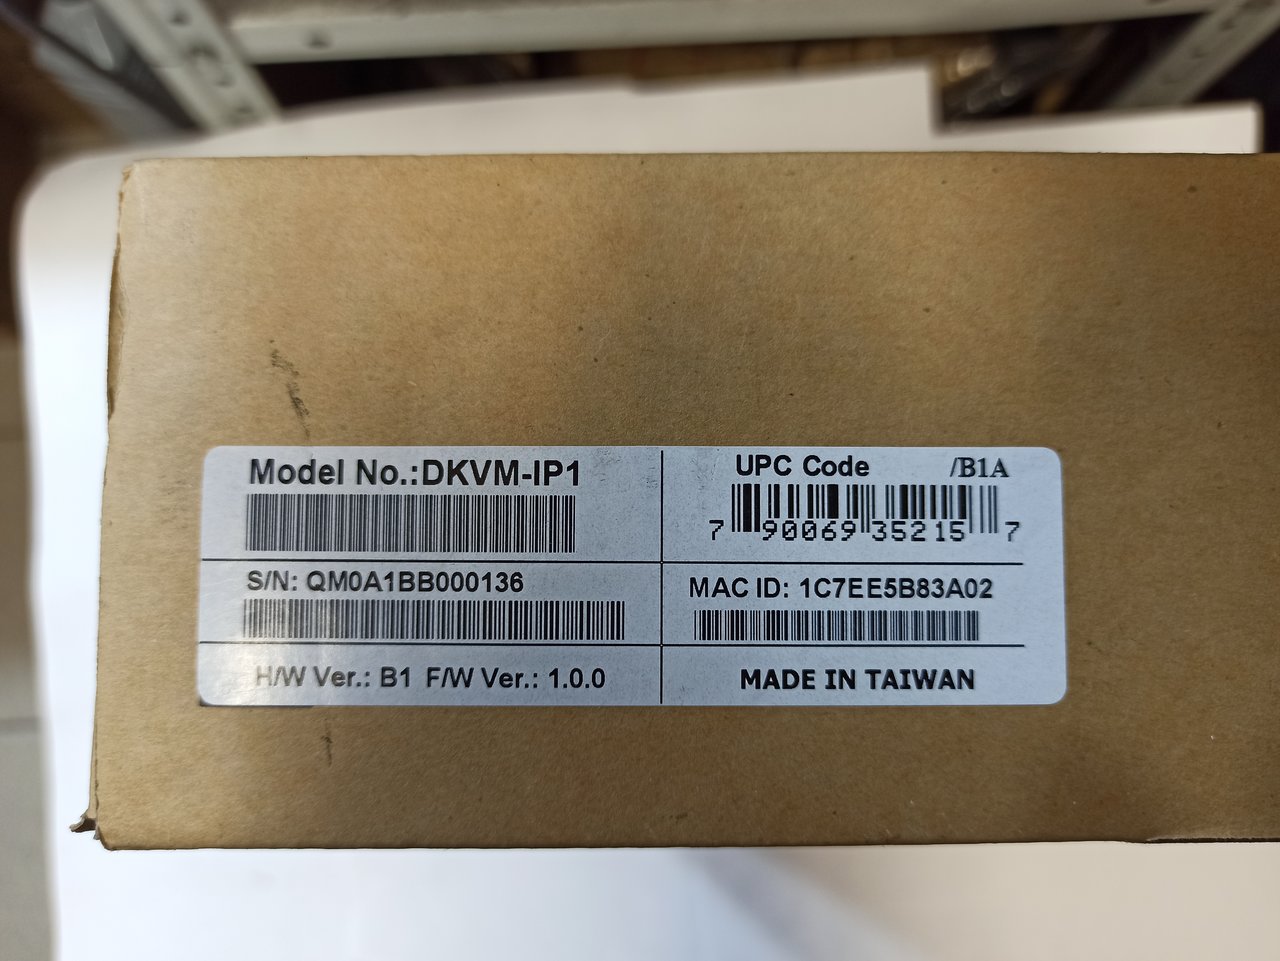 Model No.:DKVM-IP1
UPC Code /B1A
7 90069 35215 7
S/N: QM0A1BB000136
MAC ID: 1C7EE5B83A02
H/W Ver.: B1 F/W Ver.: 1.0.0
MADE IN TAIWAN